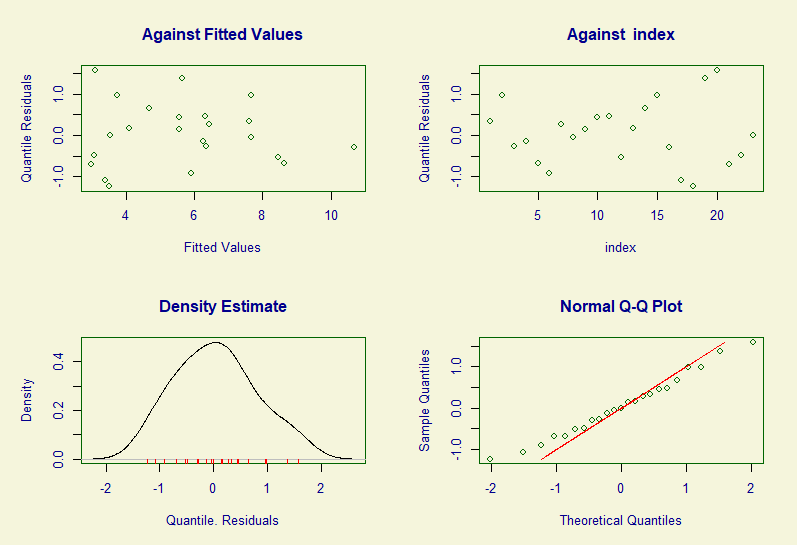 Against Fitted Values
Quantile Residuals
-1.0 0.0 1.0
4 6 8 10
Fitted Values
Against index
Quantile Residuals
-1.0 0.0 1.0
5 10 15 20
index
Density Estimate
Density
0.0 0.2 0.4
-2 -1 0 1 2
Quantile. Residuals
Normal Q-Q Plot
Sample Quantiles
-1.0 0.0 1.0
-2 -1 0 1 2
Theoretical Quantiles